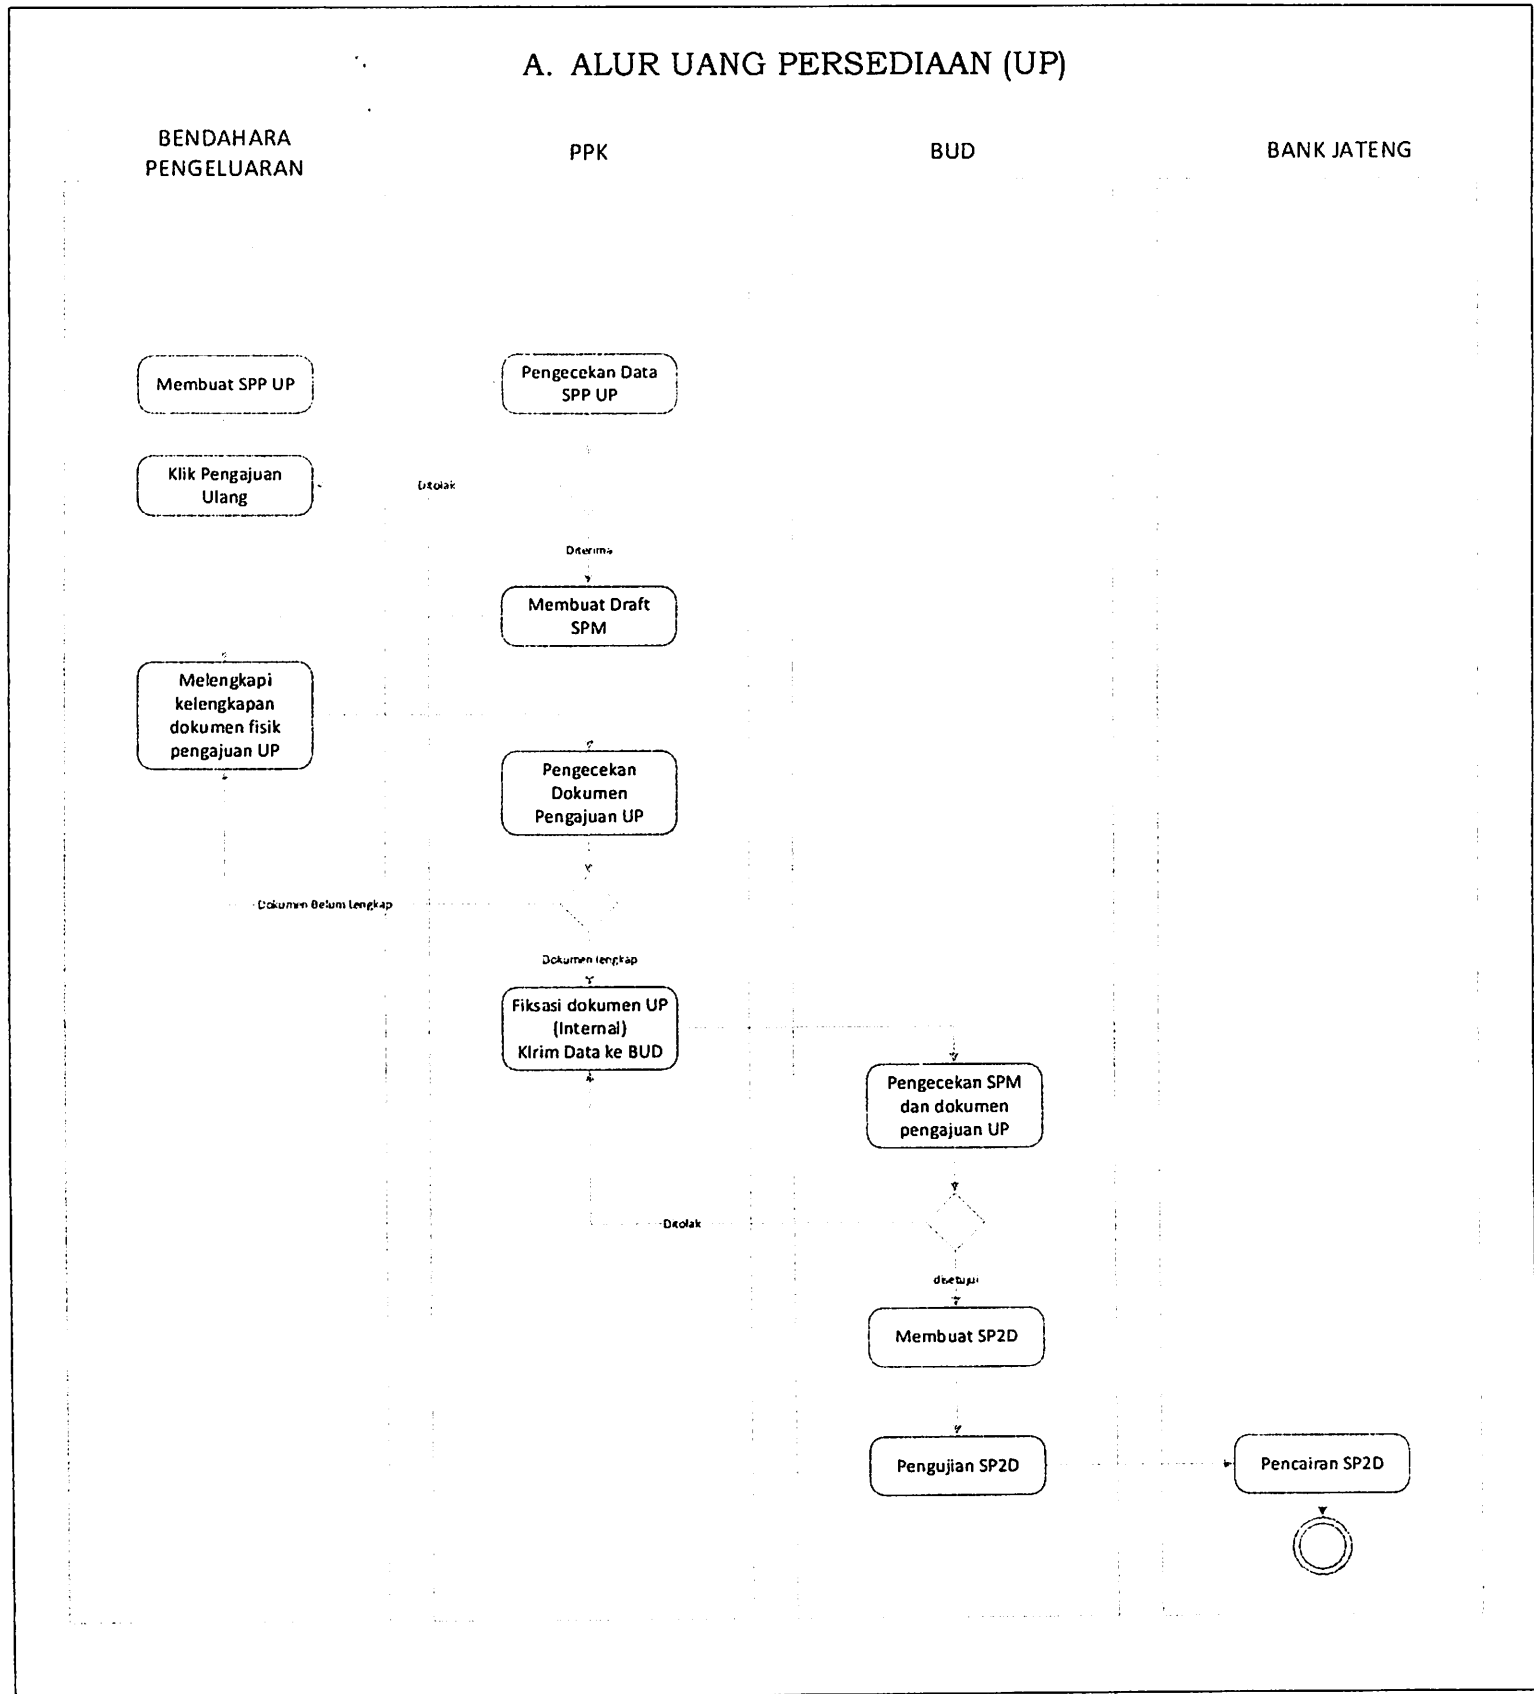 A. ALUR UANG PERSEDIAAN (UP)
BENDAHARA
PENGELUARAN
PPK
BUD
BANK JATENG
Membuat SPP UP
Pengecekan Data
SPP UP
Klik Pengajuan
Ulang
Ditolak
Diterima
Membuat Draft
SPM
Melengkapi
kelengkapan
dokumen fisik
pengajuan UP
Pengecekan
Dokumen
Pengajuan UP
Dokumen Belum Lengkap
Dokumen lengkap
Fiksasi dokumen UP
(Internal)
KIrim Data ke BUD
Pengecekan SPM
dan dokumen
pengajuan UP
Ditolak
disetujui
Membuat SP2D
Pengujian SP2D
Pencairan SP2D